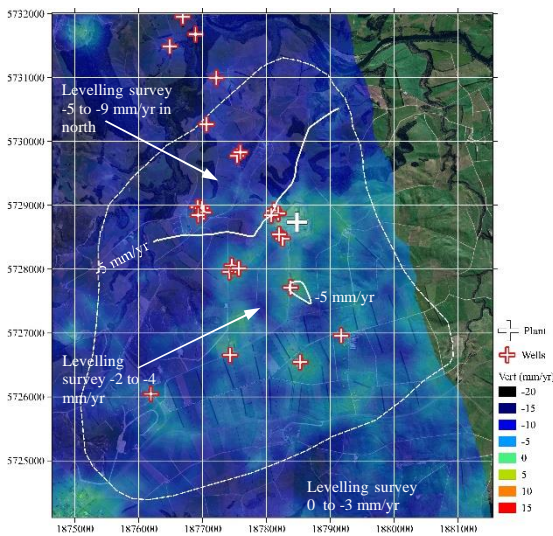 5732000
5731000
Levelling survey
-5 to -9 mm/yr in
north
5730000
5729000
-5 mm/yr
5728000
-5 mm/yr
Plant
5727000
Wells
Levelling
survey -2 to -4
mm/yr
Vert (mm/yr)
-20
-15
5726000
-10
-5
0
5725000
5
Levelling survey
0 to -3 mm/yr
10
15
1875000 1876000 1877000 1878000 1879000 1880000 1881000